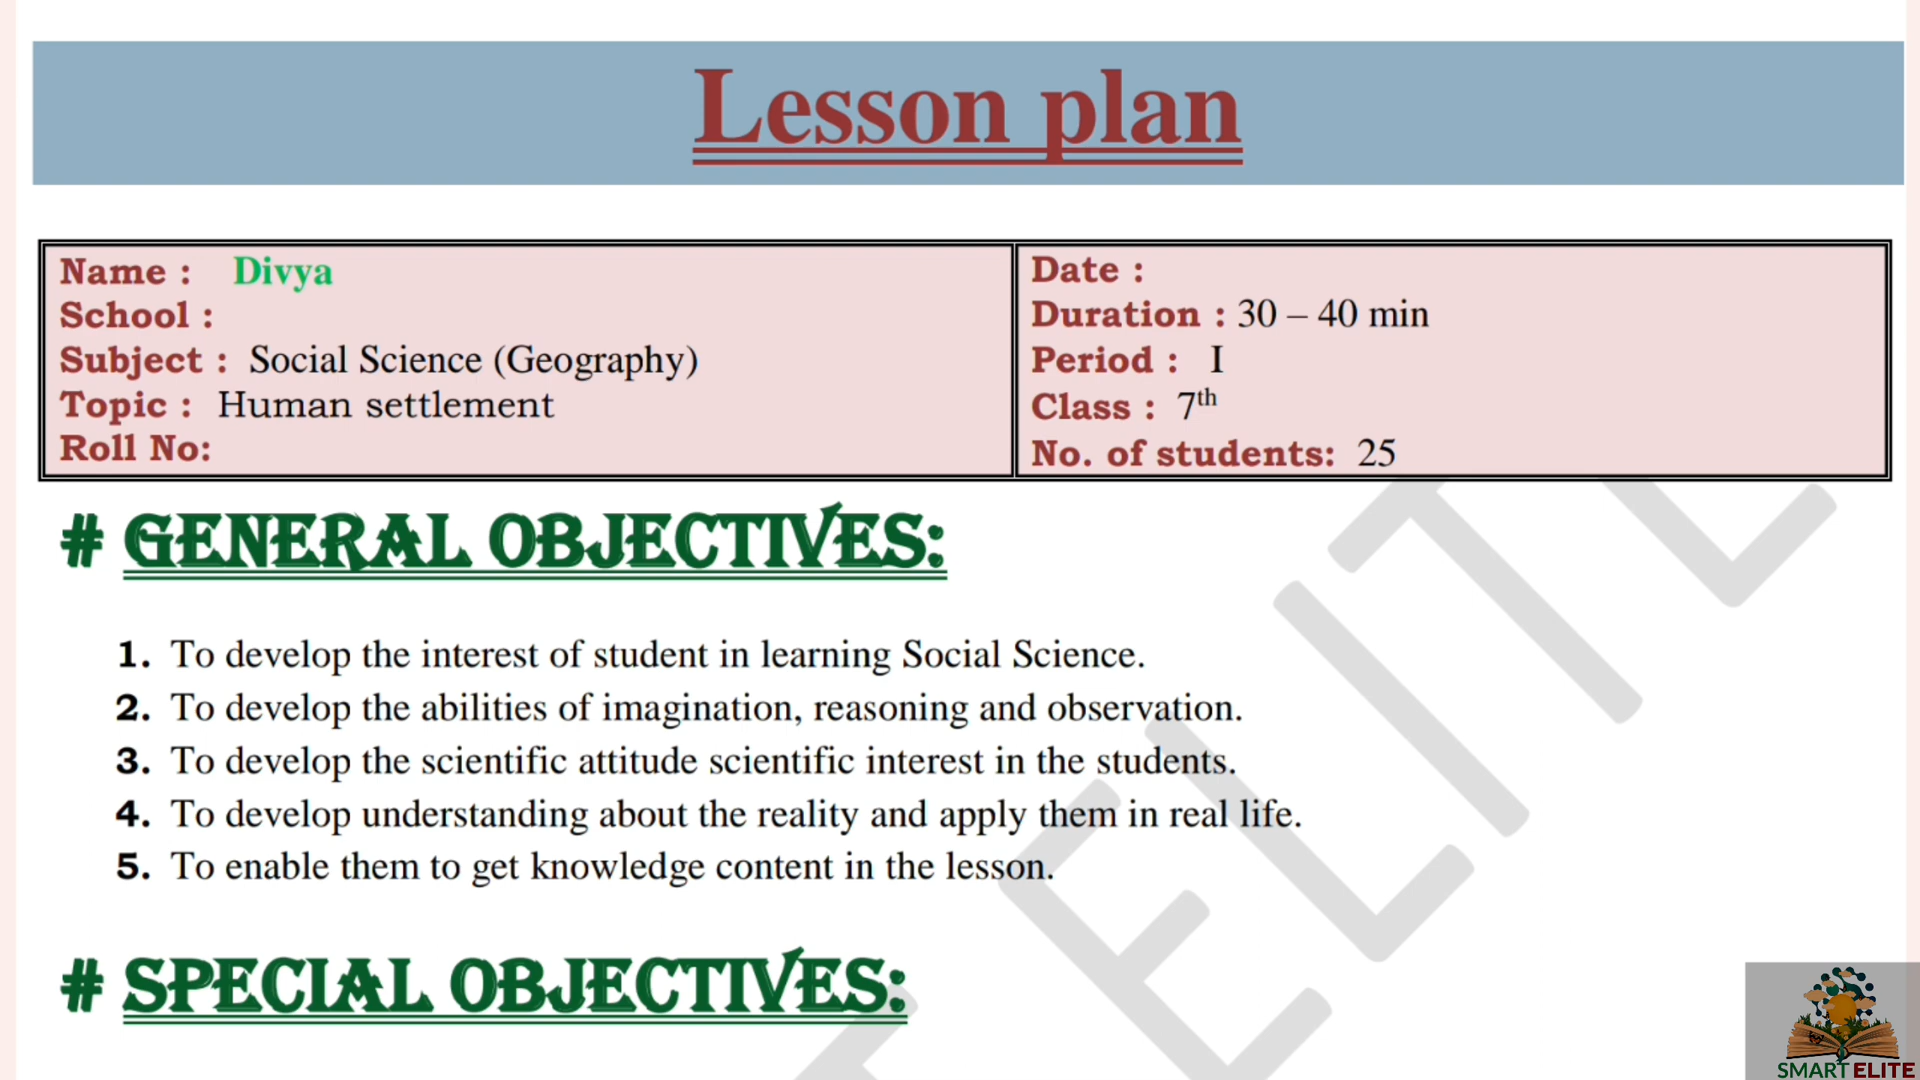 Lesson plan
Name : Divya
School :
Subject : Social Science (Geography)
Topic : Human settlement
Roll No:
Date :
Duration : 30 – 40 min
Period : I
Class : 7th
No. of students: 25
# GENERAL OBJECTIVES:
1. To develop the interest of student in learning Social Science.
2. To develop the abilities of imagination, reasoning and observation.
3. To develop the scientific attitude scientific interest in the students.
4. To develop understanding about the reality and apply them in real life.
5. To enable them to get knowledge content in the lesson.
# SPECIAL OBJECTIVES:
ELITE
SMART ELITE